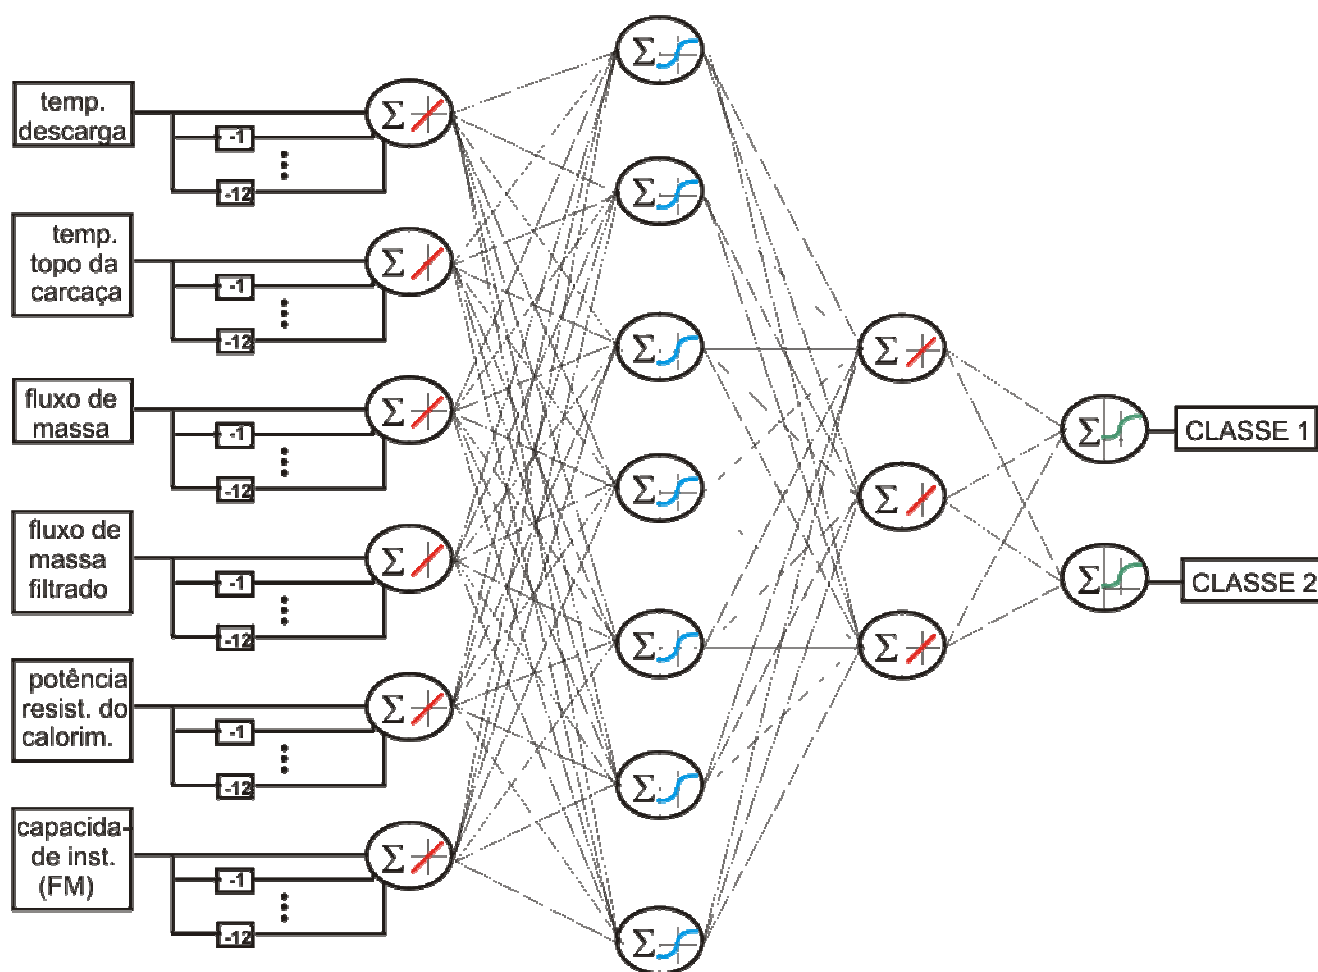 temp.
descarga
-1
-12
Σ
temp.
topo da
carcaça
-1
-12
Σ
fluxo de
massa
-1
-12
Σ
fluxo de
massa
filtrado
-1
-12
Σ
potência
resist. do
calorim.
-1
-12
Σ
capacida-
de inst.
(FM)
-1
-12
Σ
Σ
Σ
Σ
Σ
Σ
Σ
Σ
Σ
Σ
Σ
Σ
CLASSE 1
Σ
CLASSE 2